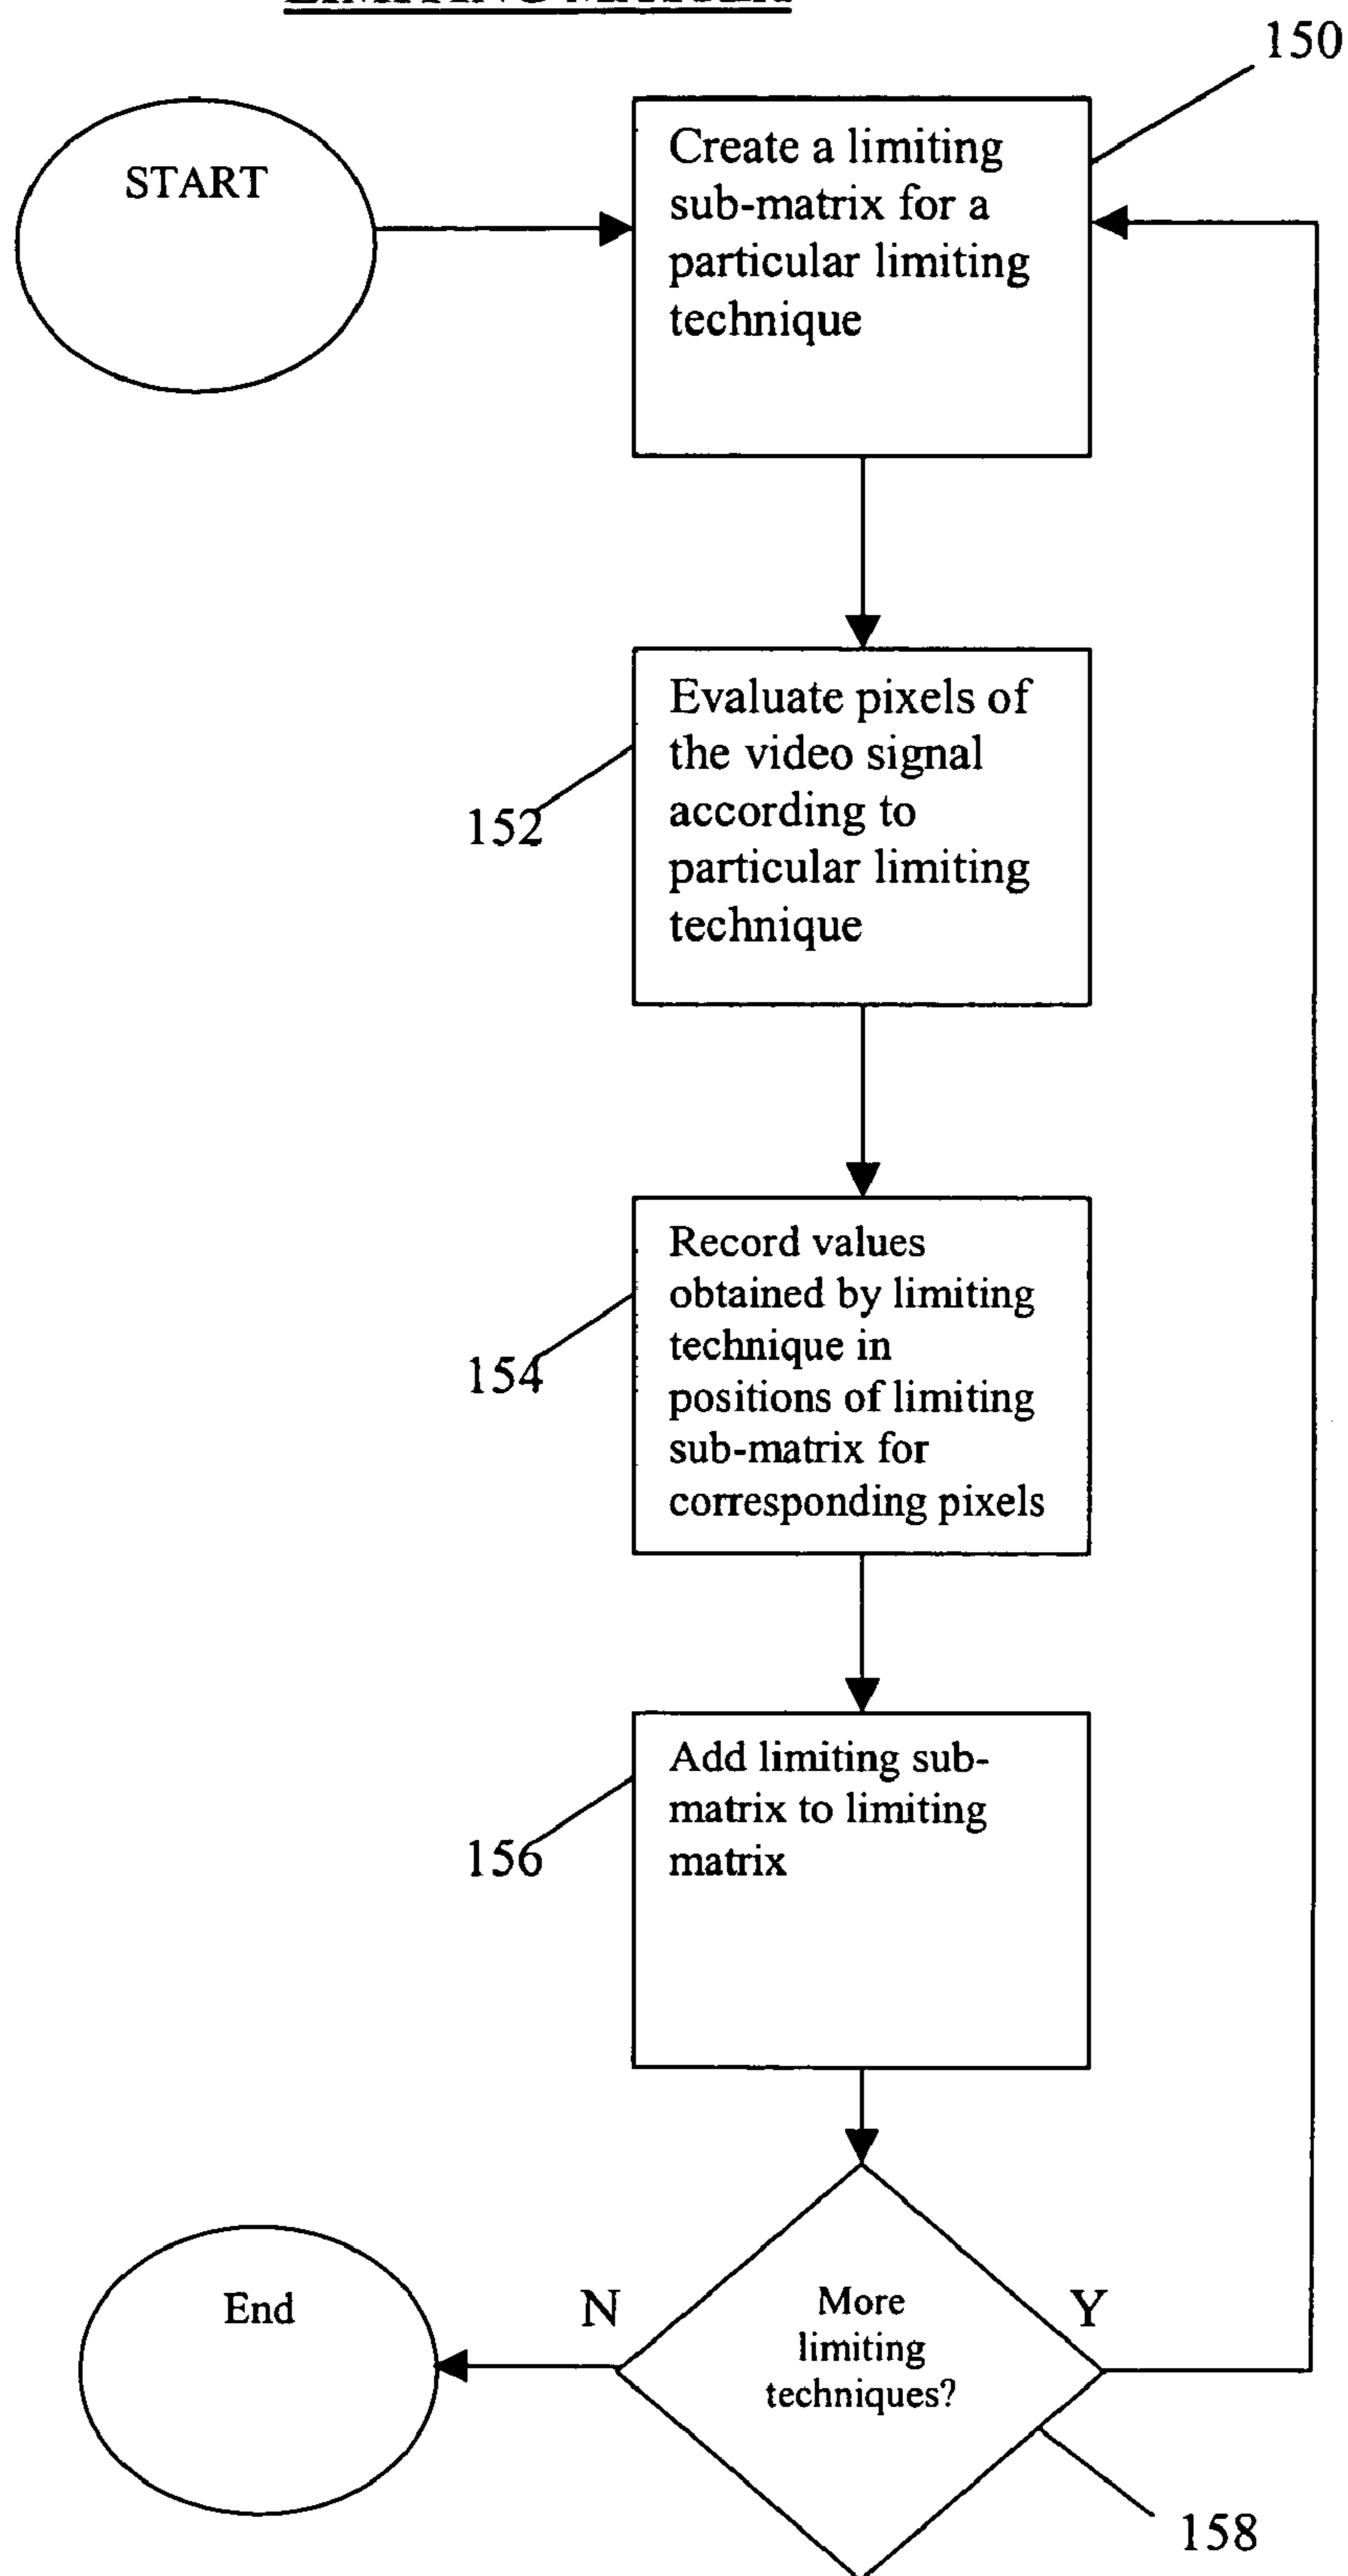 150
START
Create a limiting
sub-matrix for a
particular limiting
technique
Evaluate pixels of
the video signal
according to
particular limiting
technique
152
Record values
obtained by limiting
technique in
positions of limiting
sub-matrix for
corresponding pixels
154
Add limiting sub-
matrix to limiting
matrix
156
End
N
More
limiting
techniques?
Y
158